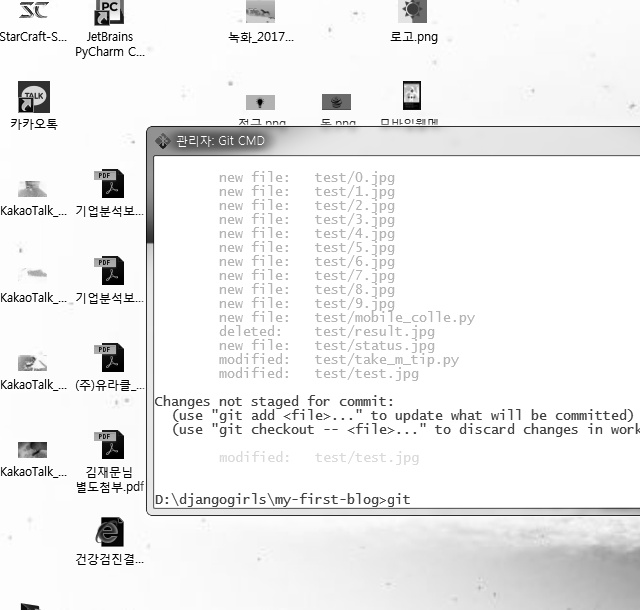 StarCraft-S...
JetBrains
PyCharm C...
녹화_2017...
로고.png
TALK
카카오톡
관리자: Git CMD
PDF
KakaoTalk_...
기업분석보...
PDF
KakaoTalk_...
기업분석보...
PDF
KakaoTalk_...
(주)유라클_...
PDF
KakaoTalk_...
김재문님
별도첨부.pdf
건강검진결...
new file: test/0.jpg
new file: test/1.jpg
new file: test/2.jpg
new file: test/3.jpg
new file: test/4.jpg
new file: test/5.jpg
new file: test/6.jpg
new file: test/7.jpg
new file: test/8.jpg
new file: test/9.jpg
new file: test/mobile_colle.py
deleted: test/result.jpg
new file: test/status.jpg
modified: test/take_m_tip.py
modified: test/test.jpg
Changes not staged for commit:
(use "git add <file>..." to update what will be committed)
(use "git checkout -- <file>..." to discard changes in work
modified: test/test.jpg
D:\djangogirls\my-first-blog>git